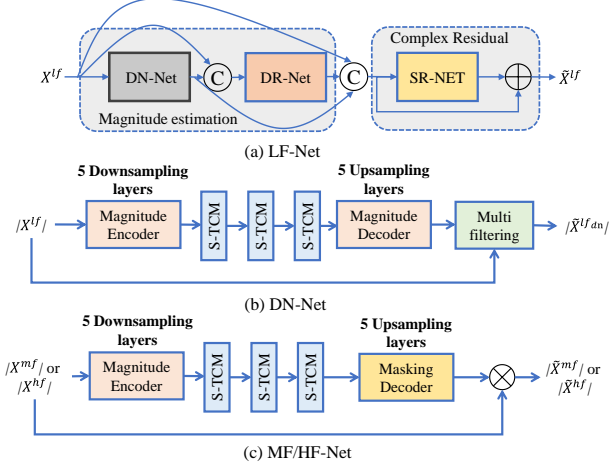 X^lf
DN-Net
C
DR-Net
C
Magnitude estimation
Complex Residual
SR-NET
X̃^lf
(a) LF-Net
5 Downsampling
layers
5 Upsampling
layers
|X^lf|
Magnitude
Encoder
S-TCM
S-TCM
S-TCM
Magnitude
Decoder
Multi
filtering
|X̃^lf_dn|
(b) DN-Net
5 Downsampling
layers
5 Upsampling
layers
|X^mf| or
|X^hf|
Magnitude
Encoder
S-TCM
S-TCM
S-TCM
Masking
Decoder
|X̃^mf| or
|X̃^hf|
(c) MF/HF-Net